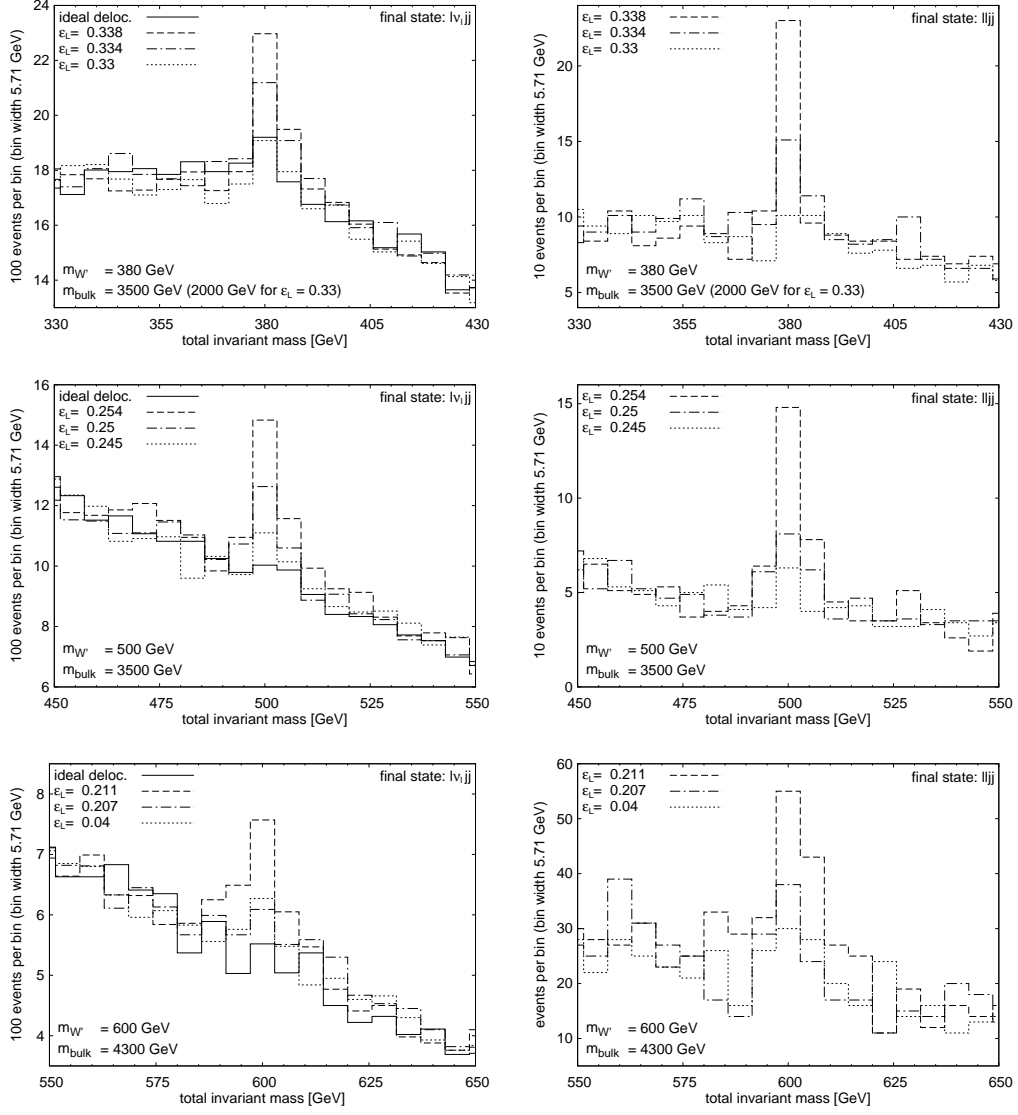 ideal deloc.
εL= 0.338
εL= 0.334
εL= 0.33
final state: lνl jj
100 events per bin (bin width 5.71 GeV)
24
22
20
18
16
14
mW' = 380 GeV
mbulk = 3500 GeV (2000 GeV for εL = 0.33)
330 355 380 405 430
total invariant mass [GeV]
εL= 0.338
εL= 0.334
εL= 0.33
final state: lljj
10 events per bin (bin width 5.71 GeV)
20
15
10
5
mW' = 380 GeV
mbulk = 3500 GeV (2000 GeV for εL = 0.33)
330 355 380 405 430
total invariant mass [GeV]
ideal deloc.
εL= 0.254
εL= 0.25
εL= 0.245
final state: lνl jj
100 events per bin (bin width 5.71 GeV)
16
14
12
10
8
6
mW' = 500 GeV
mbulk = 3500 GeV
450 475 500 525 550
total invariant mass [GeV]
εL= 0.254
εL= 0.25
εL= 0.245
final state: lljj
10 events per bin (bin width 5.71 GeV)
15
10
5
0
mW' = 500 GeV
mbulk = 3500 GeV
450 475 500 525 550
total invariant mass [GeV]
ideal deloc.
εL= 0.211
εL= 0.207
εL= 0.04
final state: lνl jj
100 events per bin (bin width 5.71 GeV)
8
7
6
5
4
mW' = 600 GeV
mbulk = 4300 GeV
550 575 600 625 650
total invariant mass [GeV]
εL= 0.211
εL= 0.207
εL= 0.04
final state: lljj
events per bin (bin width 5.71 GeV)
60
50
40
30
20
10
mW' = 600 GeV
mbulk = 4300 GeV
550 575 600 625 650
total invariant mass [GeV]